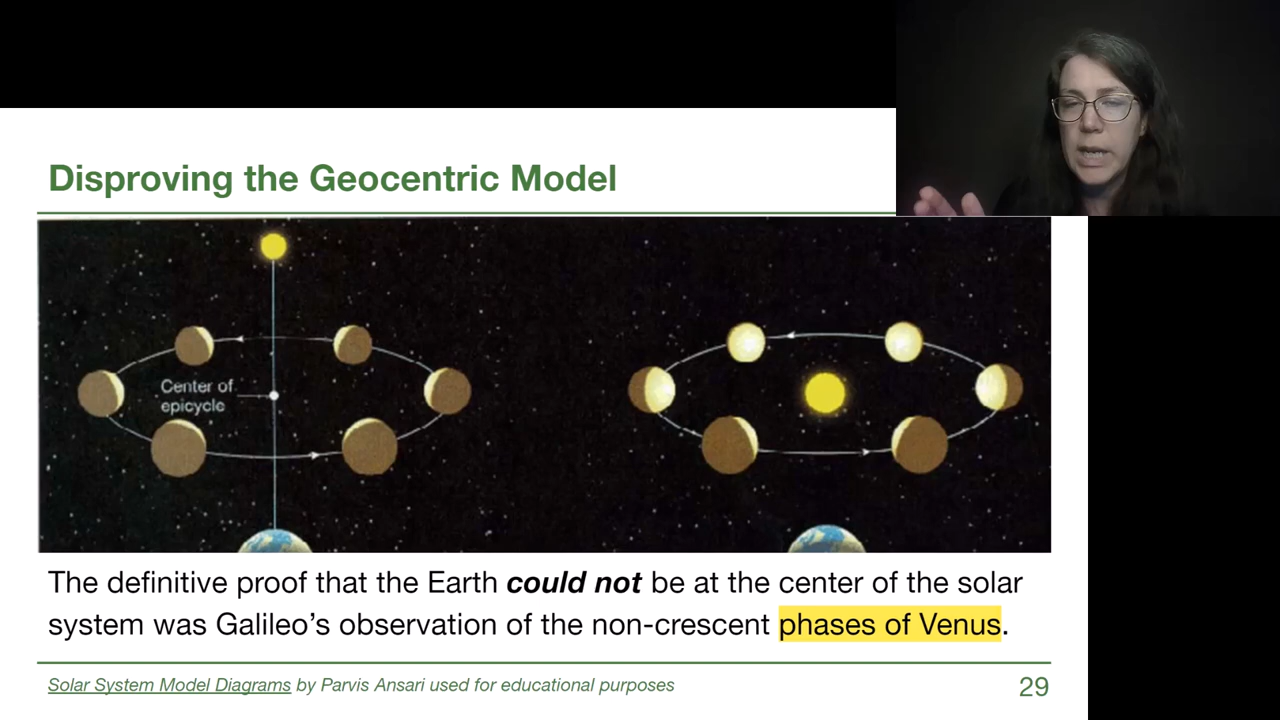 Disproving the Geocentric Model
Center of
epicycle
The definitive proof that the Earth could not be at the center of the solar
system was Galileo’s observation of the non-crescent phases of Venus.
Solar System Model Diagrams by Parvis Ansari used for educational purposes
29